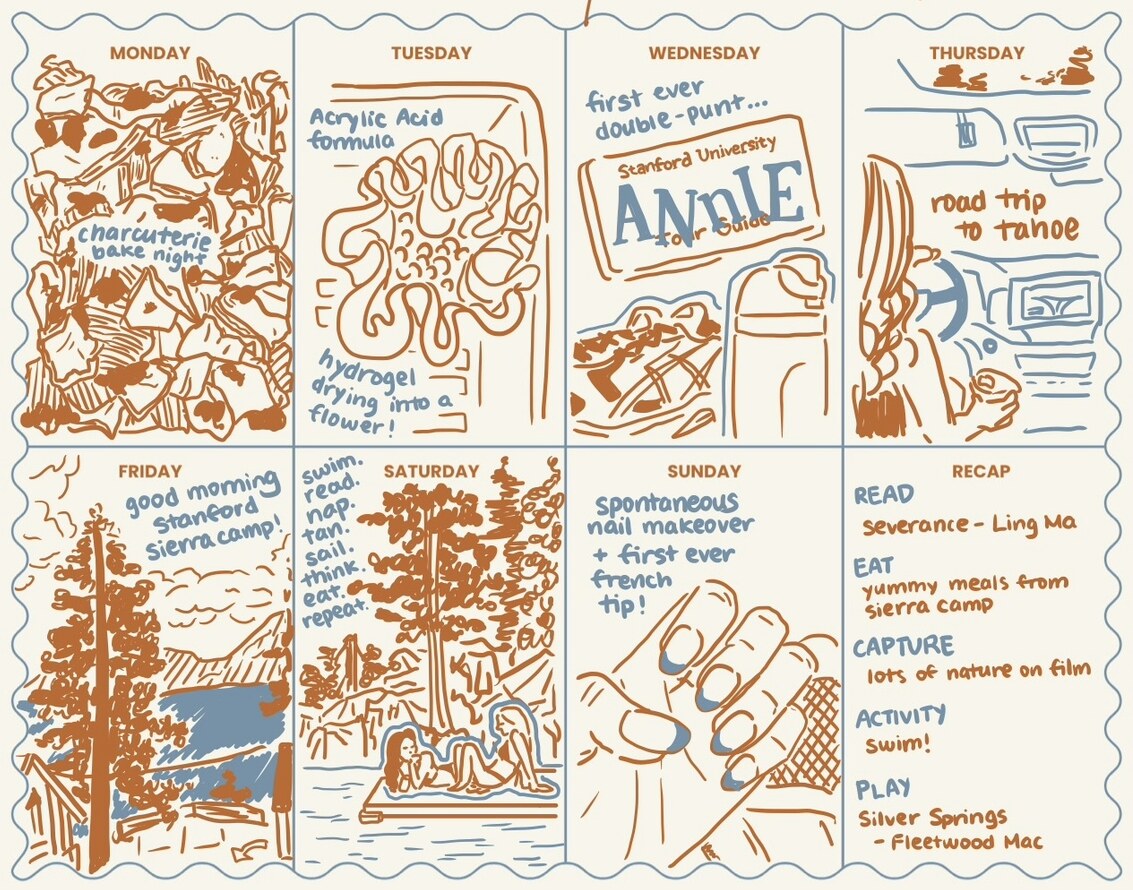 MONDAY
charcuterie
bake night
TUESDAY
Acrylic Acid
formula
hydrogel
drying into a
flower!
WEDNESDAY
first ever
double-punt...
Stanford University
ANnIE
Tour Guide
THURSDAY
road trip
to tahoe
FRIDAY
good morning
Stanford
sierra camp!
SATURDAY
swim.
read.
nap.
tan.
sail.
think.
eat.
repeat.
SUNDAY
spontaneous
nail makeover
+ first ever
french
tip!
RECAP
READ
severance - Ling Ma
EAT
yummy meals from
sierra camp
CAPTURE
lots of nature on film
ACTIVITY
swim!
PLAY
Silver Springs
- Fleetwood Mac